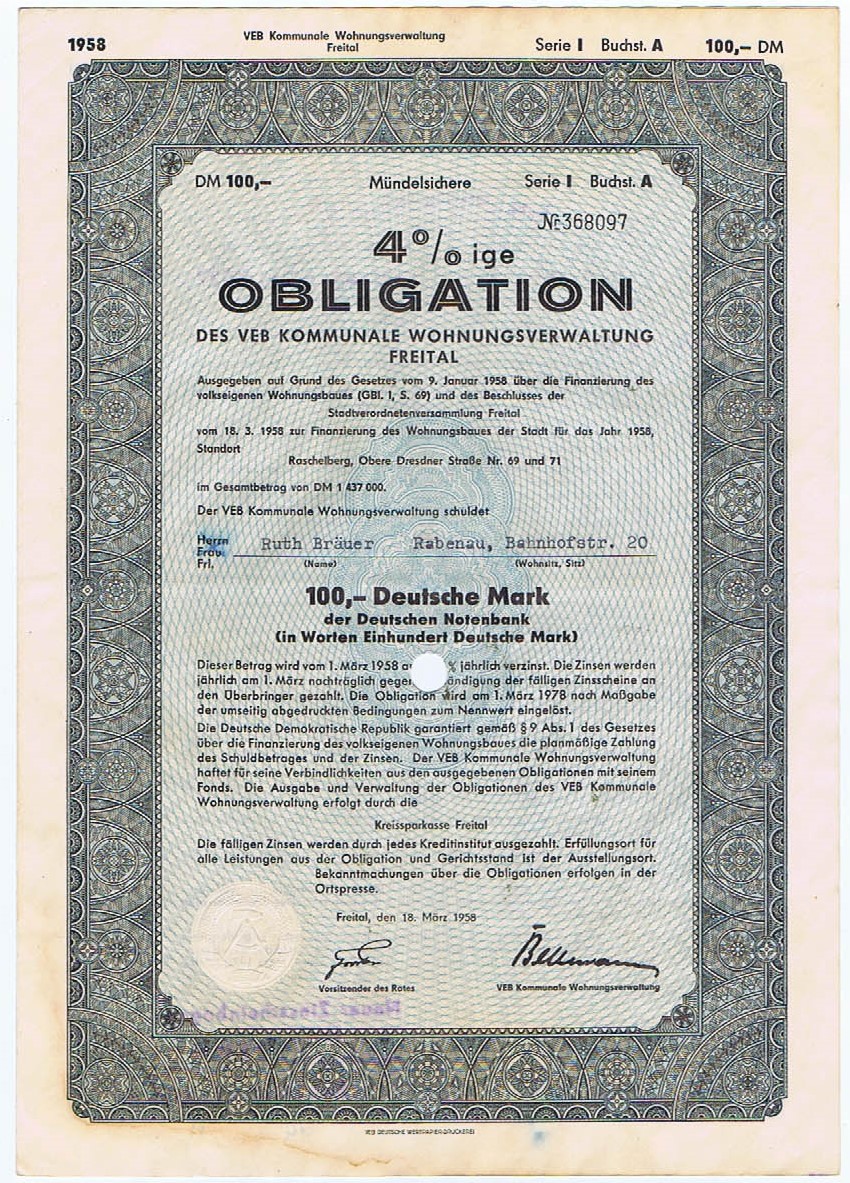 1958
VEB Kommunale Wohnungsverwaltung
Freital
Serie I Buchst. A 100,– DM
DM 100,– Mündelsichere Serie I Buchst. A
№ 368097
4% ige
OBLIGATION
DES VEB KOMMUNALE WOHNUNGSVERWALTUNG
FREITAL
Ausgegeben auf Grund des Gesetzes vom 9. Januar 1958 über die Finanzierung des
volkseigenen Wohnungsbaues (GBl. I, S. 69) und des Beschlusses der
Stadtverordnetenversammlung Freital
vom 18. 3. 1958 zur Finanzierung des Wohnungsbaues der Stadt für das Jahr 1958,
Standort
Raschelberg, Obere Dresdner Straße Nr. 69 und 71
im Gesamtbetrag von DM 1 437 000.
Der VEB Kommunale Wohnungsverwaltung schuldet
Herrn
Frau Ruth Bräuer Rabenau, Bahnhofstr. 20
Frl. (Name) (Wohnsitz, Sitz)
100,– Deutsche Mark
der Deutschen Notenbank
(in Worten Einhundert Deutsche Mark)
Dieser Betrag wird vom 1. März 1958 a % jährlich verzinst. Die Zinsen werden
jährlich am 1. März nachträglich gegen ändigung der fälligen Zinsscheine an
den Überbringer gezahlt. Die Obligation wird am 1. März 1978 nach Maßgabe
der umseitig abgedruckten Bedingungen zum Nennwert eingelöst.
Die Deutsche Demokratische Republik garantiert gemäß § 9 Abs. 1 des Gesetzes
über die Finanzierung des volkseigenen Wohnungsbaues die planmäßige Zahlung
des Schuldbetrages und der Zinsen. Der VEB Kommunale Wohnungsverwaltung
haftet für seine Verbindlichkeiten aus den ausgegebenen Obligationen mit seinem
Fonds. Die Ausgabe und Verwaltung der Obligationen des VEB Kommunale
Wohnungsverwaltung erfolgt durch die
Kreissparkasse Freital
Die fälligen Zinsen werden durch jedes Kreditinstitut ausgezahlt. Erfüllungsort für
alle Leistungen aus der Obligation und Gerichtsstand ist der Ausstellungsort.
Bekanntmachungen über die Obligationen erfolgen in der
Ortspresse.
Freital, den 18. März 1958
Vorsitzender des Rates VEB Kommunale Wohnungsverwaltung
VEB DEUTSCHE WERTPAPIER-DRUCKEREI